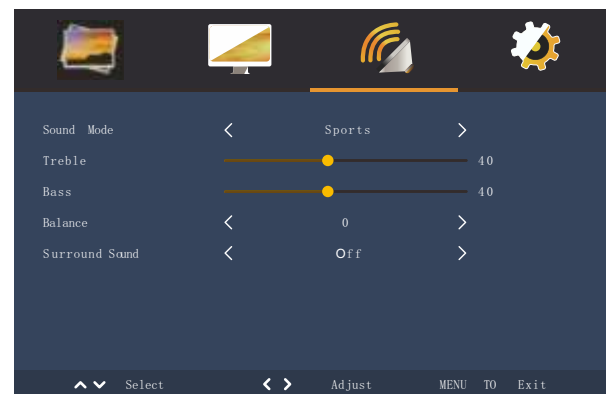 Sound Mode Sports
Treble 40
Bass 40
Balance 0
Surround Sound Off
Select Adjust MENU TO Exit